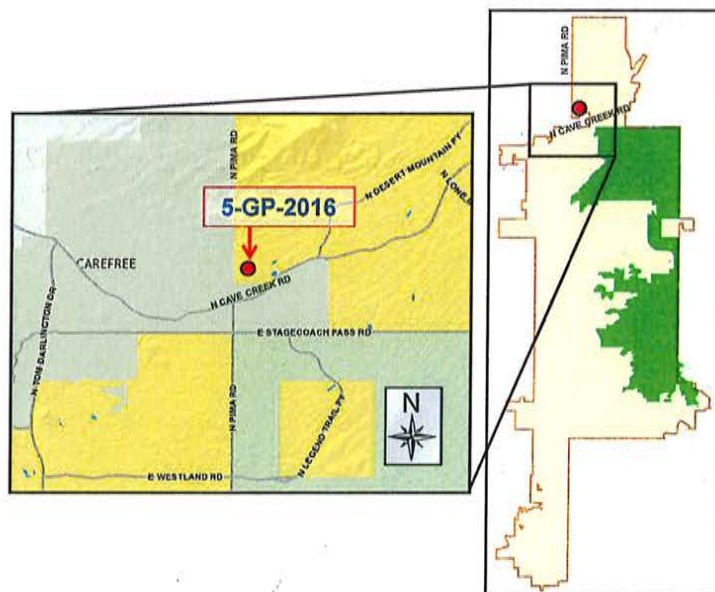 N PIMA RD
N CAVE CREEK RD
N PIMA RD
N DESERT MOUNTAIN PY
5-GP-2016
CAREFREE
N CAVE CREEK RD
E STAGECOACH PASS RD
N TOM DARLINGTON DR
N PIMA RD
N LEGEND TRAIL PY
N
E WESTLAND RD